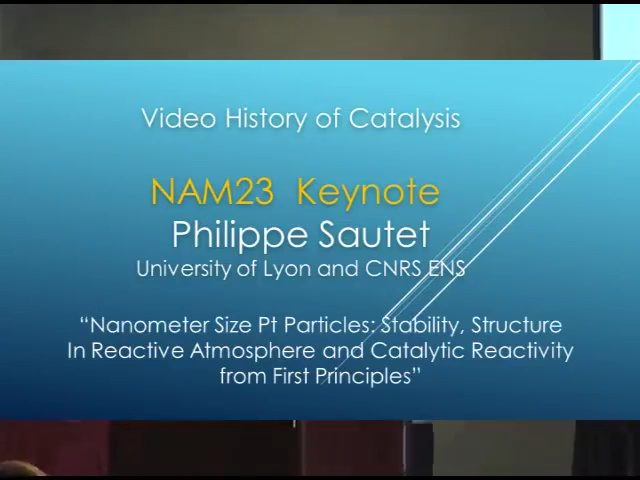 Video History of Catalysis
NAM23 Keynote
Philippe Sautet
University of Lyon and CNRS ENS
“Nanometer Size Pt Particles: Stability, Structure
In Reactive Atmosphere and Catalytic Reactivity
from First Principles”